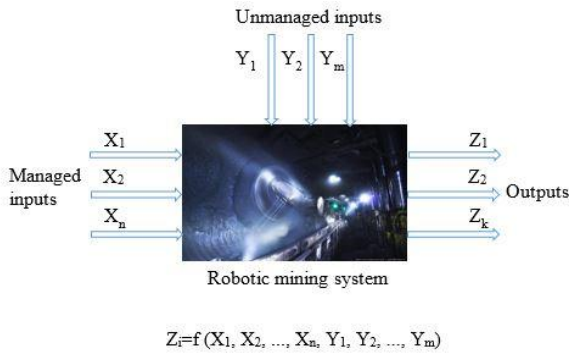 Unmanaged inputs
Y₁ Y₂ Yₘ
X₁ Z₁
Managed inputs X₂ Z₂ Outputs
Xₙ Zₖ
Robotic mining system
Zᵢ=f (X₁, X₂, ..., Xₙ, Y₁, Y₂, ..., Yₘ)